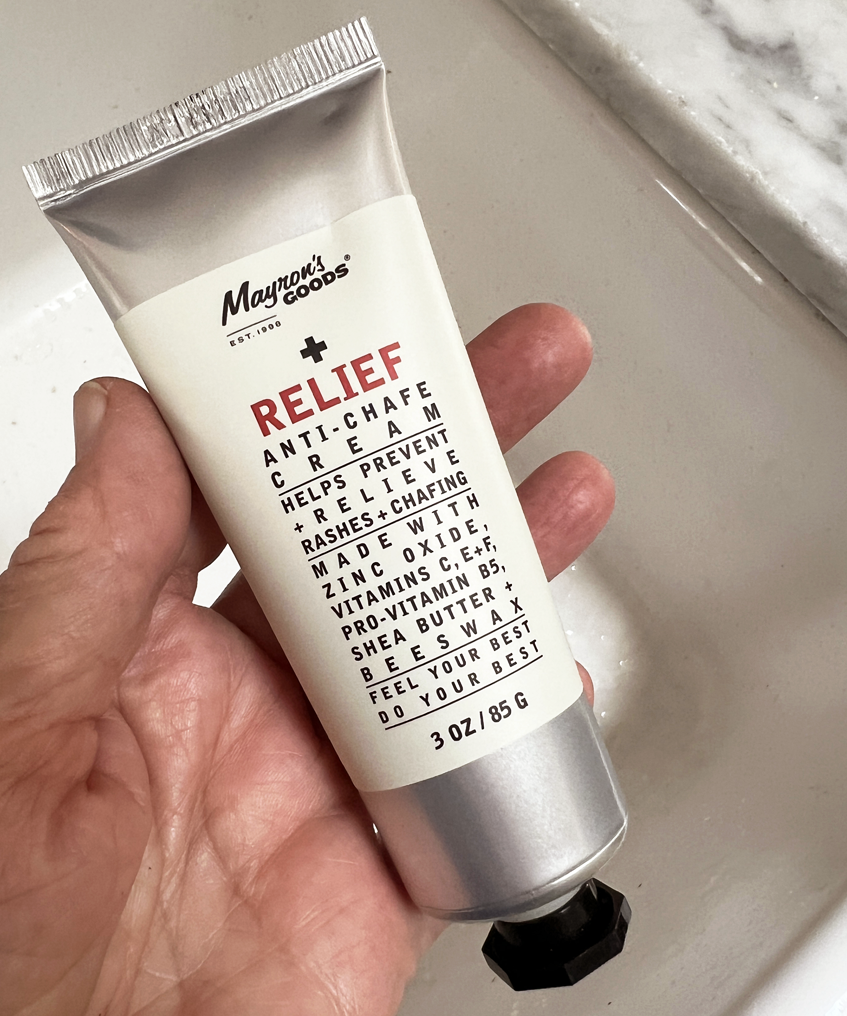 Mayron's
GOODS®
EST. 1996
+
RELIEF
ANTI-CHAFE
CREAM
HELPS PREVENT
+ RELIEVE
RASHES + CHAFING
MADE WITH
ZINC OXIDE,
VITAMINS C, E+F,
PRO-VITAMIN B5,
SHEA BUTTER +
BEESWAX
FEEL YOUR BEST
DO YOUR BEST
3 OZ / 85 G